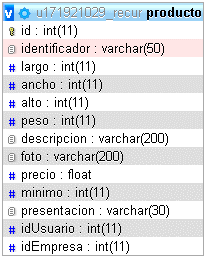 v u171921029_recur producto
id : int(11)
identificador : varchar(50)
largo : int(11)
ancho : int(11)
alto : int(11)
peso : int(11)
descripcion : varchar(200)
foto : varchar(200)
precio : float
minimo : int(11)
presentacion : varchar(30)
idUsuario : int(11)
idEmpresa : int(11)